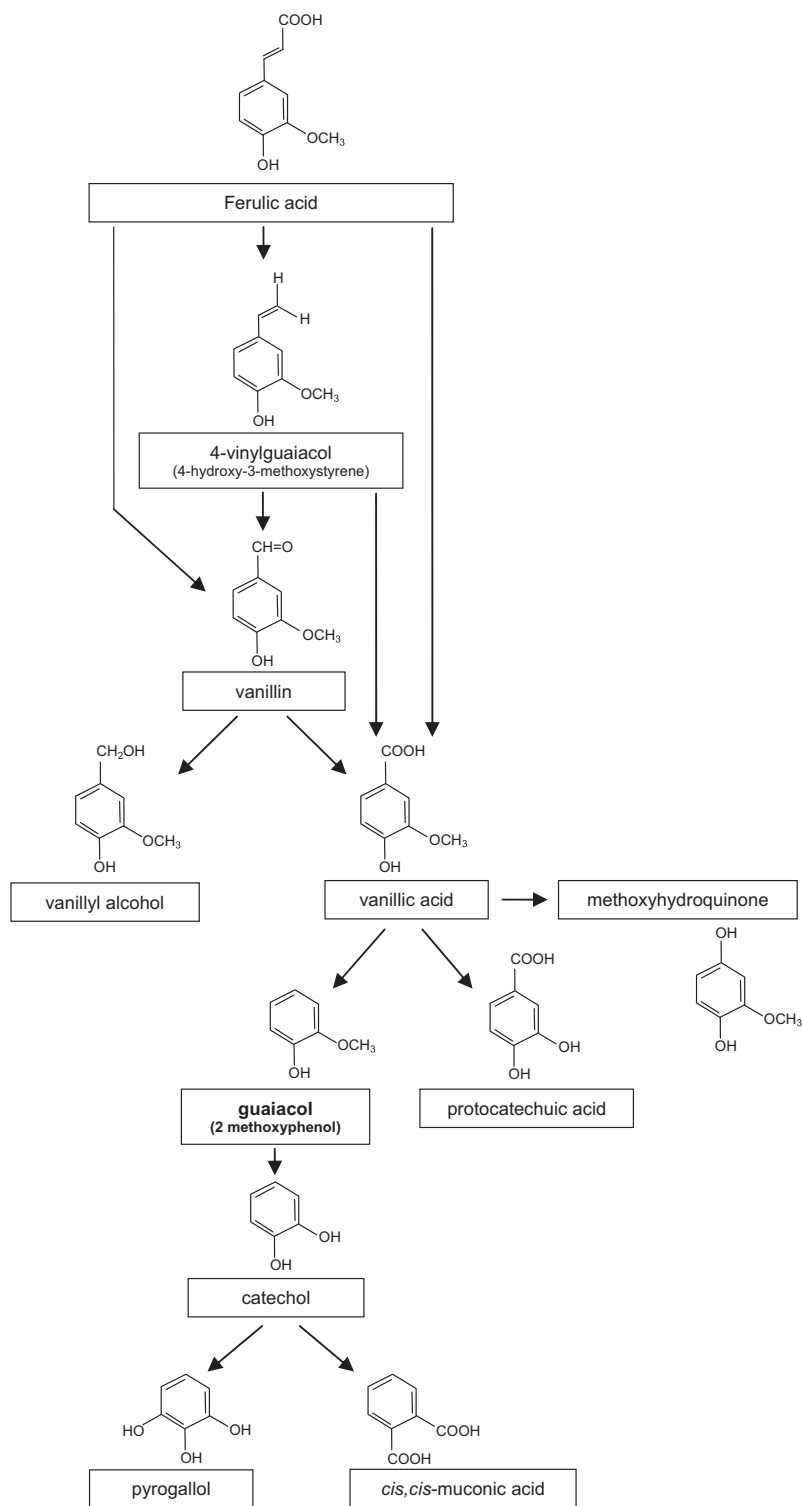 COOH
OCH₃
OH
Ferulic acid
H
H
OCH₃
OH
4-vinylguaiacol
(4-hydroxy-3-methoxystyrene)
CH=O
OCH₃
OH
vanillin
CH₂OH
OCH₃
OH
vanillyl alcohol
COOH
OCH₃
OH
vanillic acid
methoxyhydroquinone
OH
OCH₃
OH
OCH₃
OH
guaiacol
(2 methoxyphenol)
COOH
OH
OH
protocatechuic acid
OH
OH
catechol
HO
OH
OH
pyrogallol
COOH
COOH
cis,cis-muconic acid